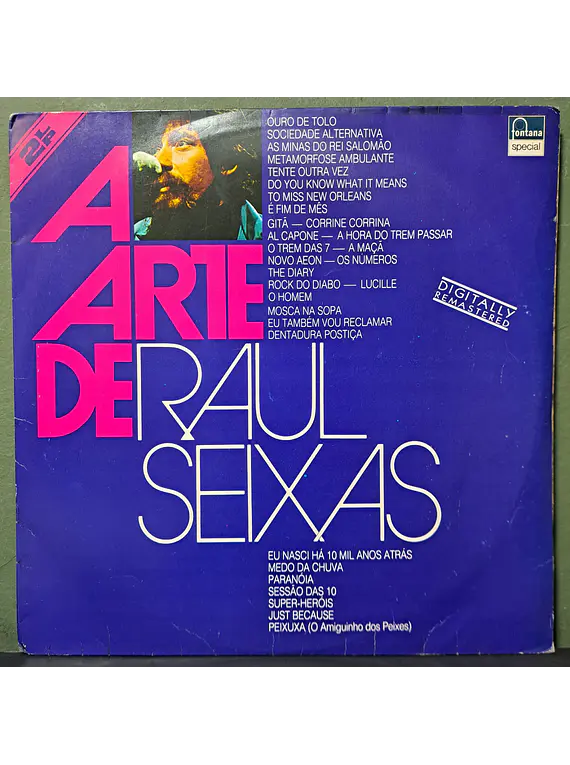 2LP
A
ARTE
DE
RAUL
SEIXAS
OURO DE TOLO
SOCIEDADE ALTERNATIVA
AS MINAS DO REI SALOMÃO
METAMORFOSE AMBULANTE
TENTE OUTRA VEZ
DO YOU KNOW WHAT IT MEANS
TO MISS NEW ORLEANS
É FIM DE MÊS
GITÂ — CORRINE CORRINA
AL CAPONE — A HORA DO TREM PASSAR
O TREM DAS 7 — A MAÇÃ
NOVO AEON — OS NÚMEROS
THE DIARY
ROCK DO DIABO — LUCILLE
O HOMEM
MOSCA NA SOPA
EU TAMBÉM VOU RECLAMAR
DENTADURA POSTIÇA
fontana
special
DIGITALLY
REMASTERED
EU NASCI HÁ 10 MIL ANOS ATRÁS
MEDO DA CHUVA
PARANÓIA
SESSÃO DAS 10
SUPER-HERÓIS
JUST BECAUSE
PEIXUXA (O Amiguinho dos Peixes)